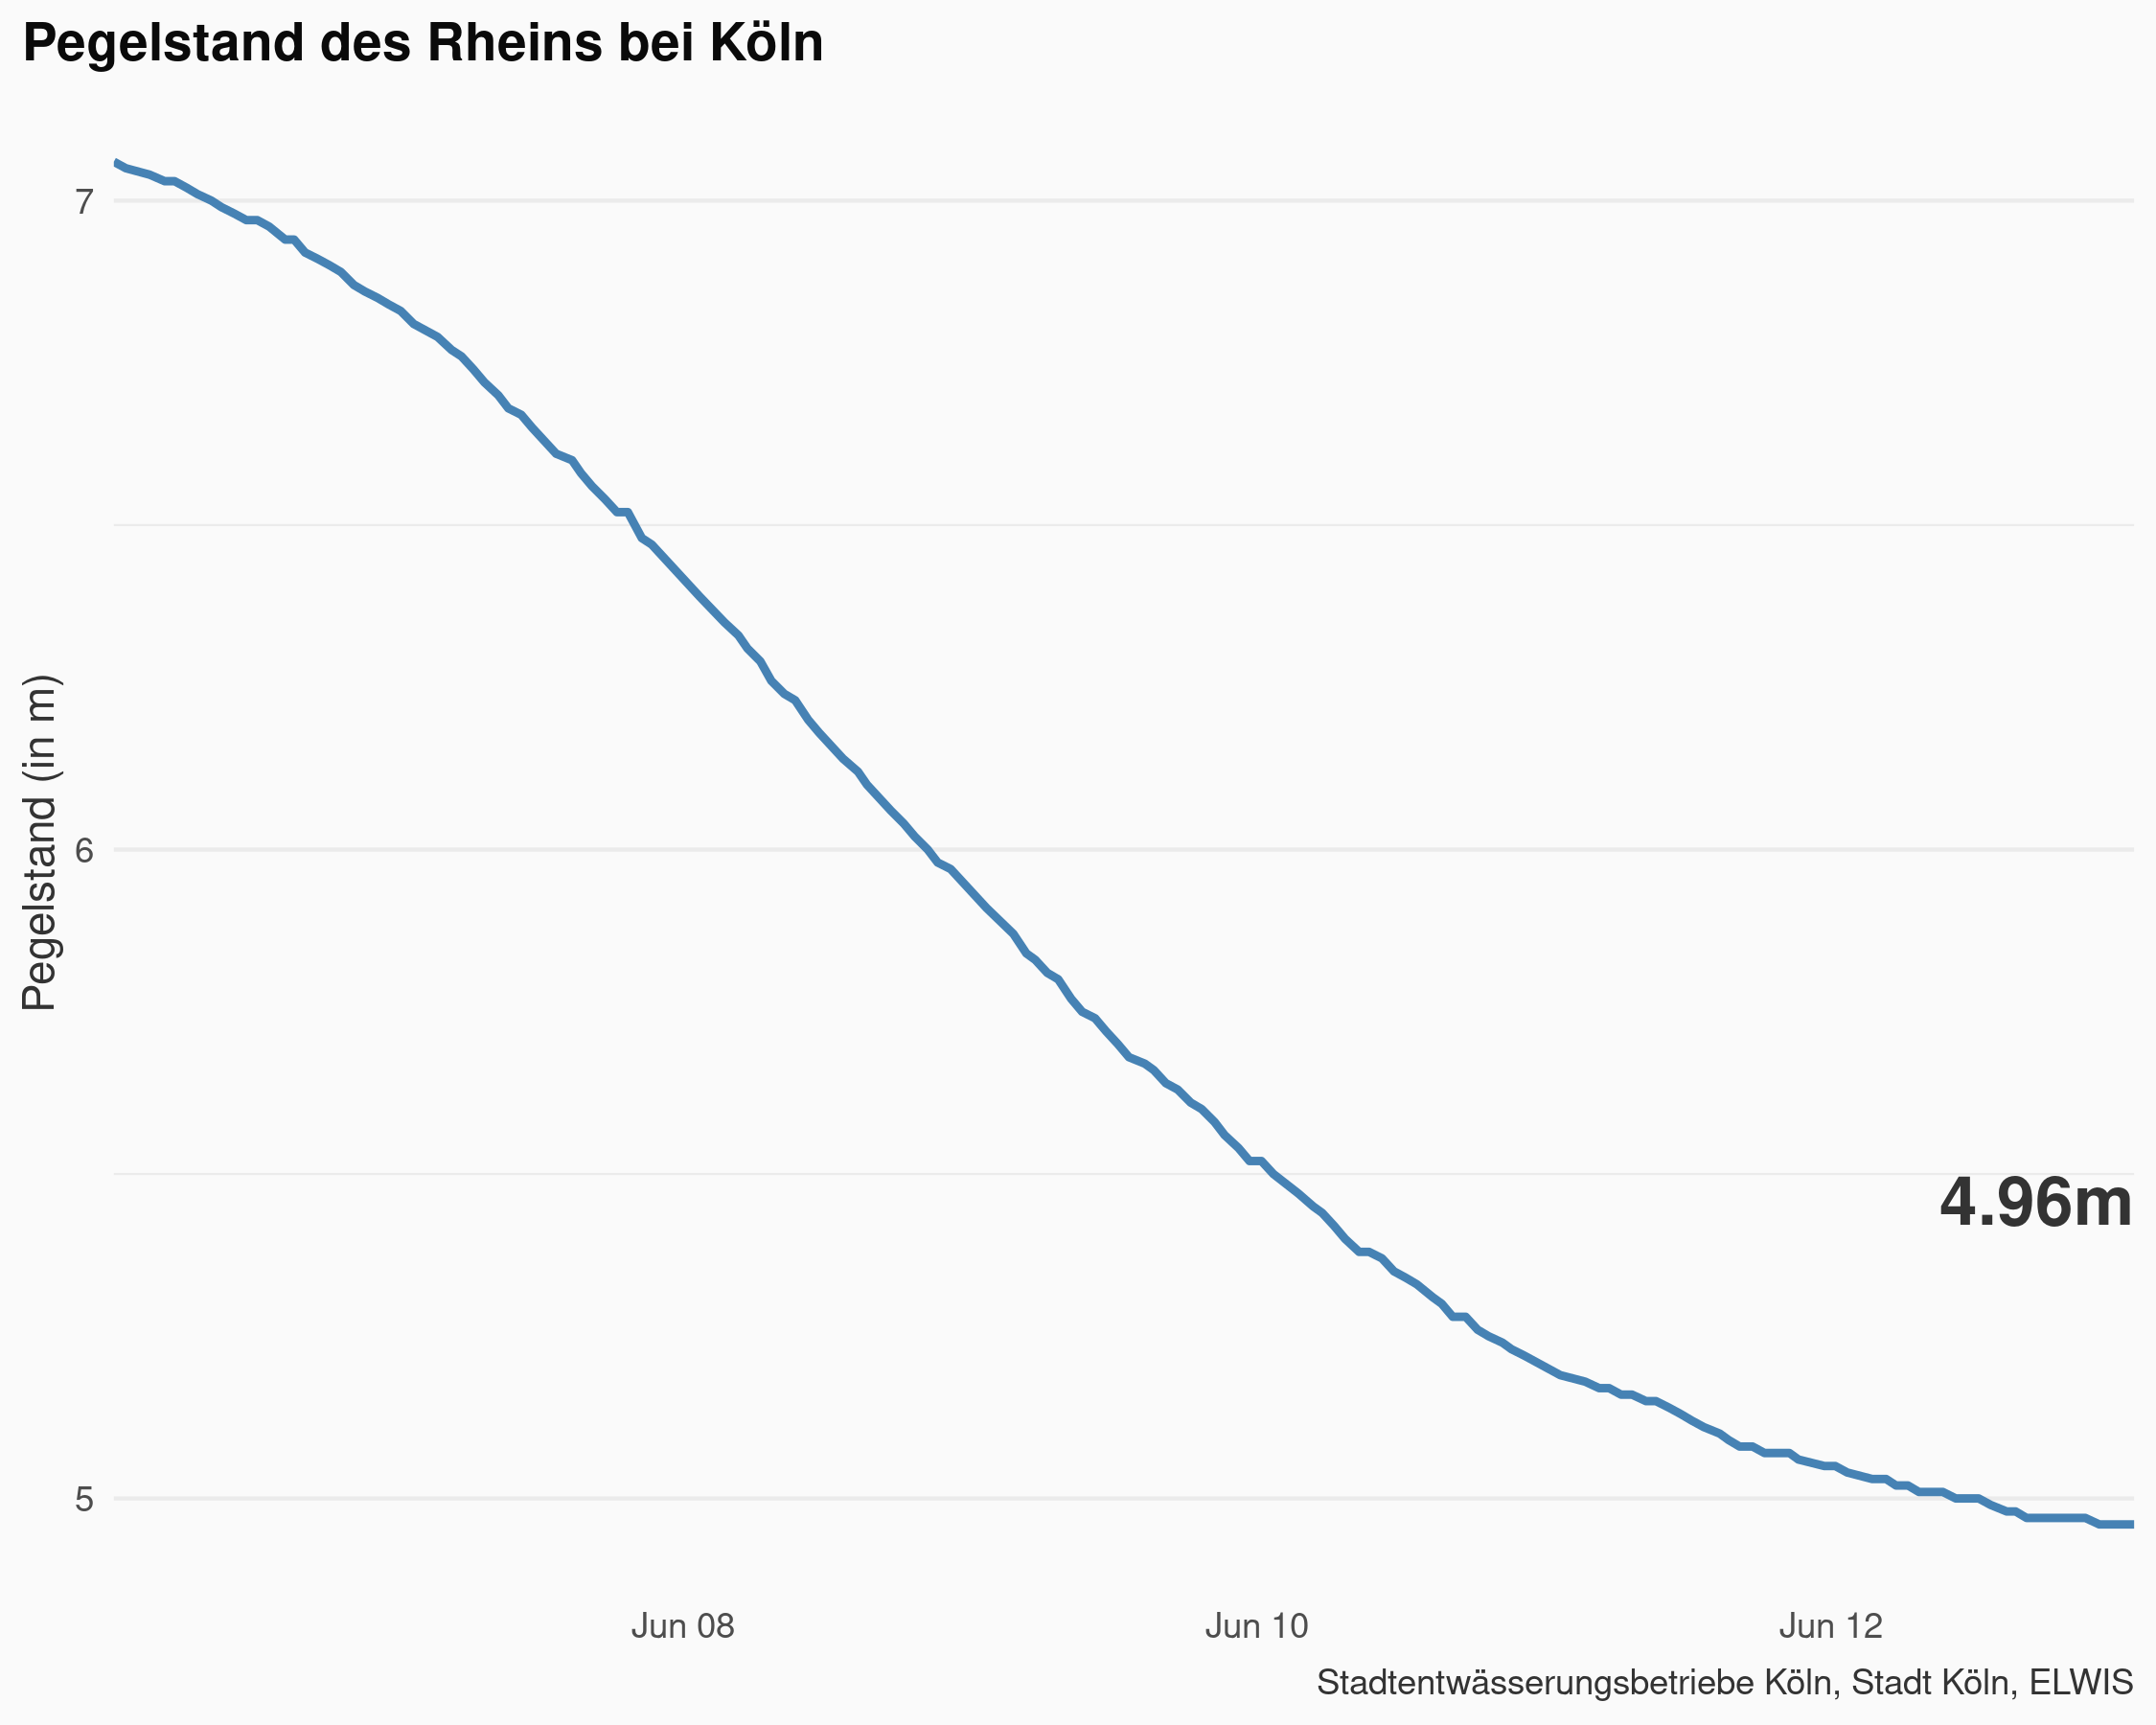 Pegelstand des Rheins bei Köln
Pegelstand (in m)
7
6
5
4.96m
Jun 08
Jun 10
Jun 12
Stadtentwässerungsbetriebe Köln, Stadt Köln, ELWIS